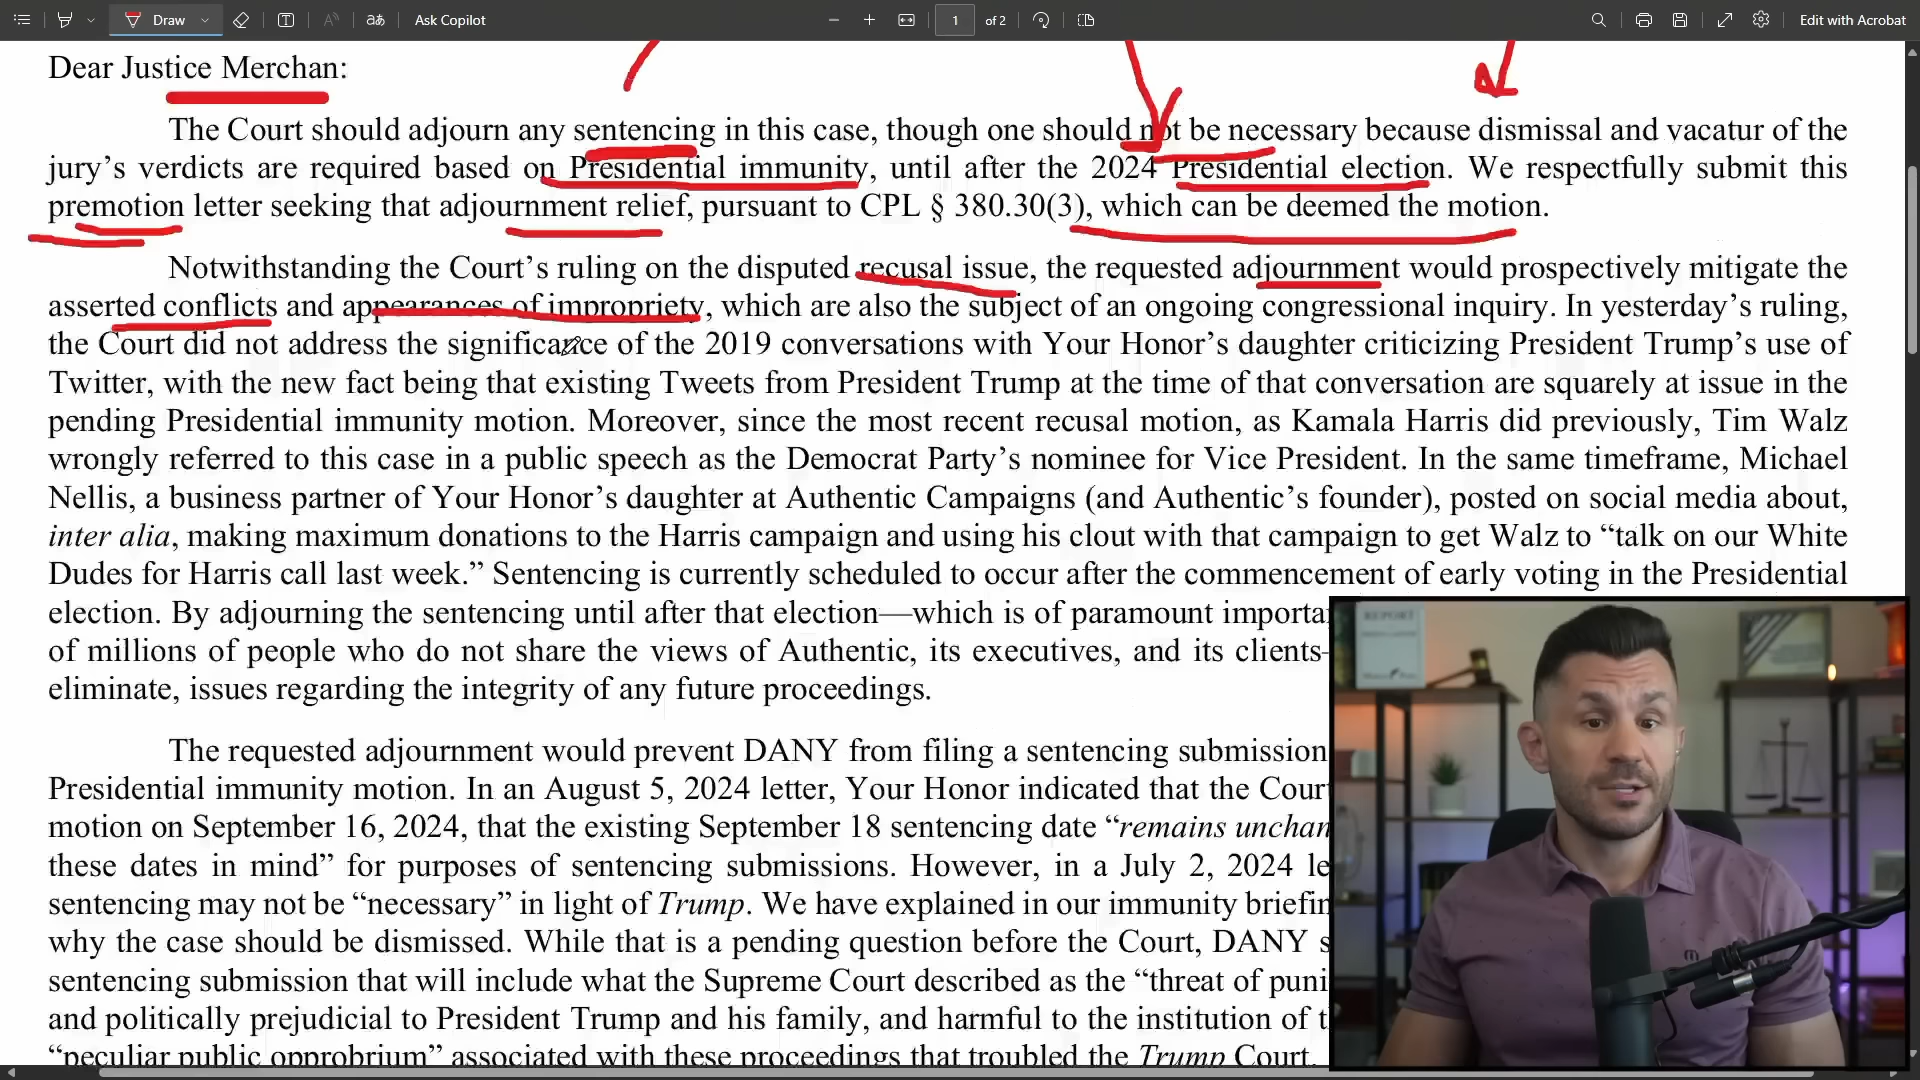 Draw
aあ
Ask Copilot
1
of 2
Edit with Acrobat
Dear Justice Merchan:
The Court should adjourn any sentencing in this case, though one should not be necessary because dismissal and vacatur of the
jury’s verdicts are required based on Presidential immunity, until after the 2024 Presidential election. We respectfully submit this
premotion letter seeking that adjournment relief, pursuant to CPL § 380.30(3), which can be deemed the motion.
Notwithstanding the Court’s ruling on the disputed recusal issue, the requested adjournment would prospectively mitigate the
asserted conflicts and appearances of impropriety, which are also the subject of an ongoing congressional inquiry. In yesterday’s ruling,
the Court did not address the significance of the 2019 conversations with Your Honor’s daughter criticizing President Trump’s use of
Twitter, with the new fact being that existing Tweets from President Trump at the time of that conversation are squarely at issue in the
pending Presidential immunity motion. Moreover, since the most recent recusal motion, as Kamala Harris did previously, Tim Walz
wrongly referred to this case in a public speech as the Democrat Party’s nominee for Vice President. In the same timeframe, Michael
Nellis, a business partner of Your Honor’s daughter at Authentic Campaigns (and Authentic’s founder), posted on social media about,
inter alia, making maximum donations to the Harris campaign and using his clout with that campaign to get Walz to “talk on our White
Dudes for Harris call last week.” Sentencing is currently scheduled to occur after the commencement of early voting in the Presidential
election. By adjourning the sentencing until after that election—which is of paramount importan
of millions of people who do not share the views of Authentic, its executives, and its clients-
eliminate, issues regarding the integrity of any future proceedings.
The requested adjournment would prevent DANY from filing a sentencing submission
Presidential immunity motion. In an August 5, 2024 letter, Your Honor indicated that the Court
motion on September 16, 2024, that the existing September 18 sentencing date “remains unchan
these dates in mind” for purposes of sentencing submissions. However, in a July 2, 2024 le
sentencing may not be “necessary” in light of Trump. We have explained in our immunity briefin
why the case should be dismissed. While that is a pending question before the Court, DANY s
sentencing submission that will include what the Supreme Court described as the “threat of puni
and politically prejudicial to President Trump and his family, and harmful to the institution of t
“peculiar public opprobrium” associated with these proceedings that troubled the Trump Court.
REPORT